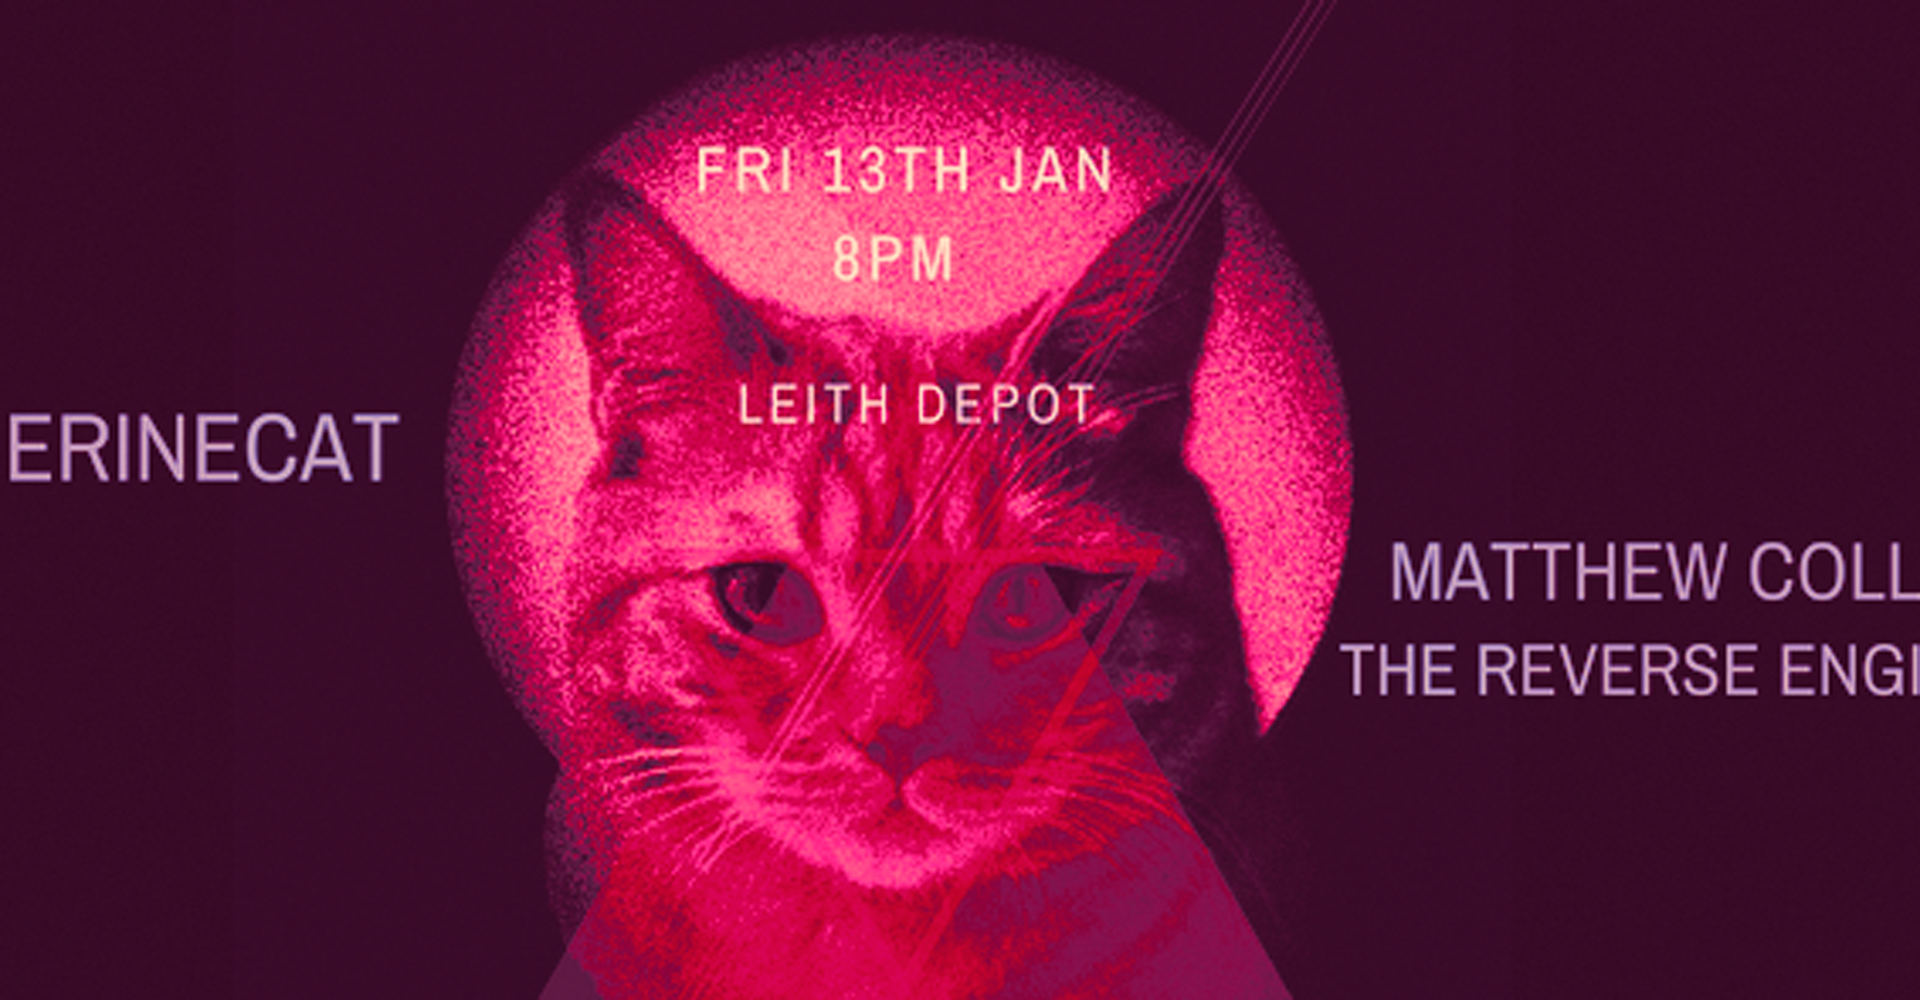 FRI 13TH JAN
8PM
LEITH DEPOT
ERINECAT
MATTHEW COLL
THE REVERSE ENGI